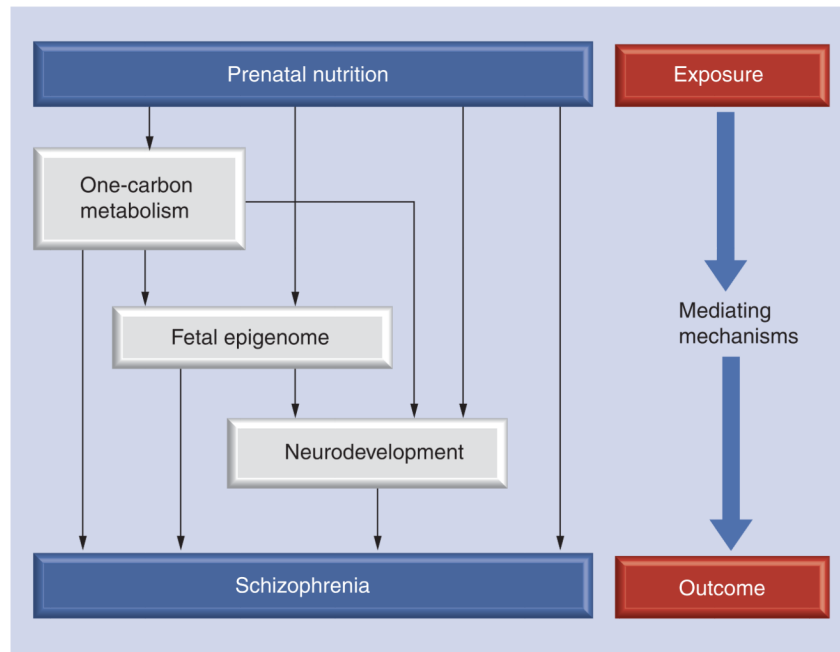 Prenatal nutrition
Exposure
One-carbon
metabolism
Mediating
mechanisms
Fetal epigenome
Neurodevelopment
Schizophrenia
Outcome